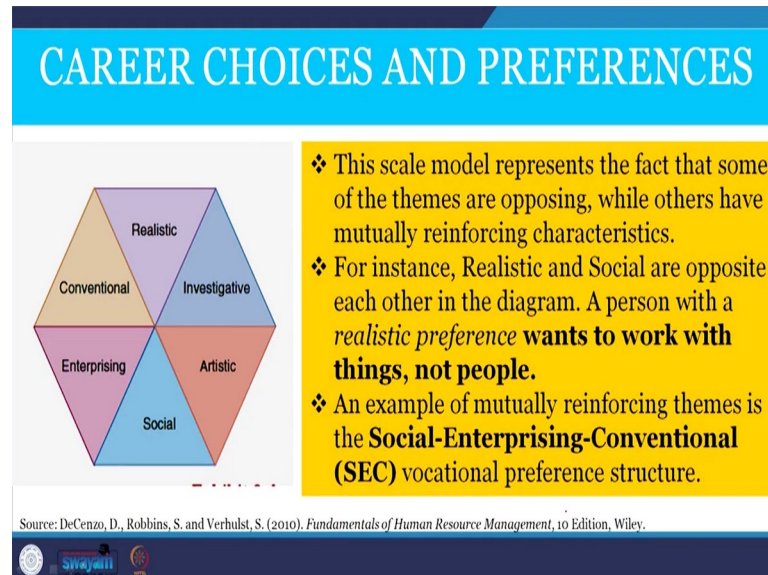 CAREER CHOICES AND PREFERENCES
Realistic
Conventional
Investigative
Enterprising
Artistic
Social
❖ This scale model represents the fact that some
of the themes are opposing, while others have
mutually reinforcing characteristics.
❖ For instance, Realistic and Social are opposite
each other in the diagram. A person with a
realistic preference wants to work with
things, not people.
❖ An example of mutually reinforcing themes is
the Social-Enterprising-Conventional
(SEC) vocational preference structure.
Source: DeCenzo, D., Robbins, S. and Verhulst, S. (2010). Fundamentals of Human Resource Management, 10 Edition, Wiley.
swayam